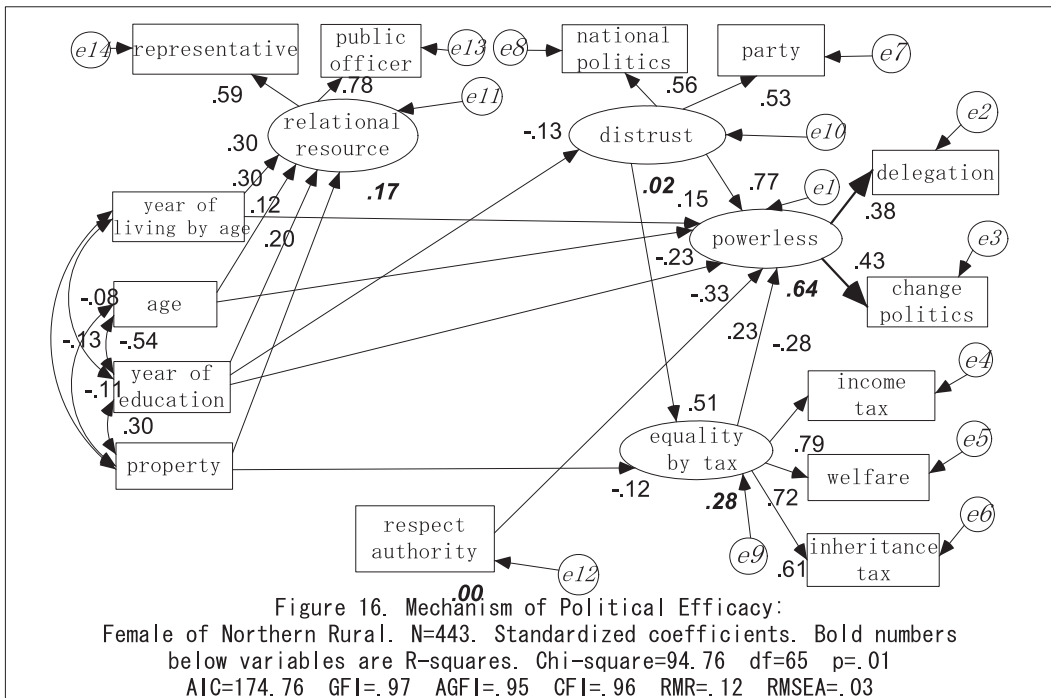 e14
representative
public
officer
e13
e8
national
politics
party
e7
.59
.78
.56
.53
e11
relational
resource
-.13
distrust
e10
e2
.30
.17
.02
.77
delegation
.30
.12
.15
e1
.38
year of
living by age
.20
powerless
e3
-.23
.43
-.08
age
-.33
.64
change
politics
-.13
-.54
.23
-.28
e4
-.11
year of
education
income
tax
.30
.51
property
equality
by tax
.79
e5
welfare
-.12
.28
.72
respect
authority
e6
e12
e9
.61
inheritance
tax
.00
Figure 16. Mechanism of Political Efficacy:
Female of Northern Rural. N=443. Standardized coefficients. Bold numbers
below variables are R-squares. Chi-square=94.76 df=65 p=.01
AIC=174.76 GFI=.97 AGFI=.95 CFI=.96 RMR=.12 RMSEA=.03